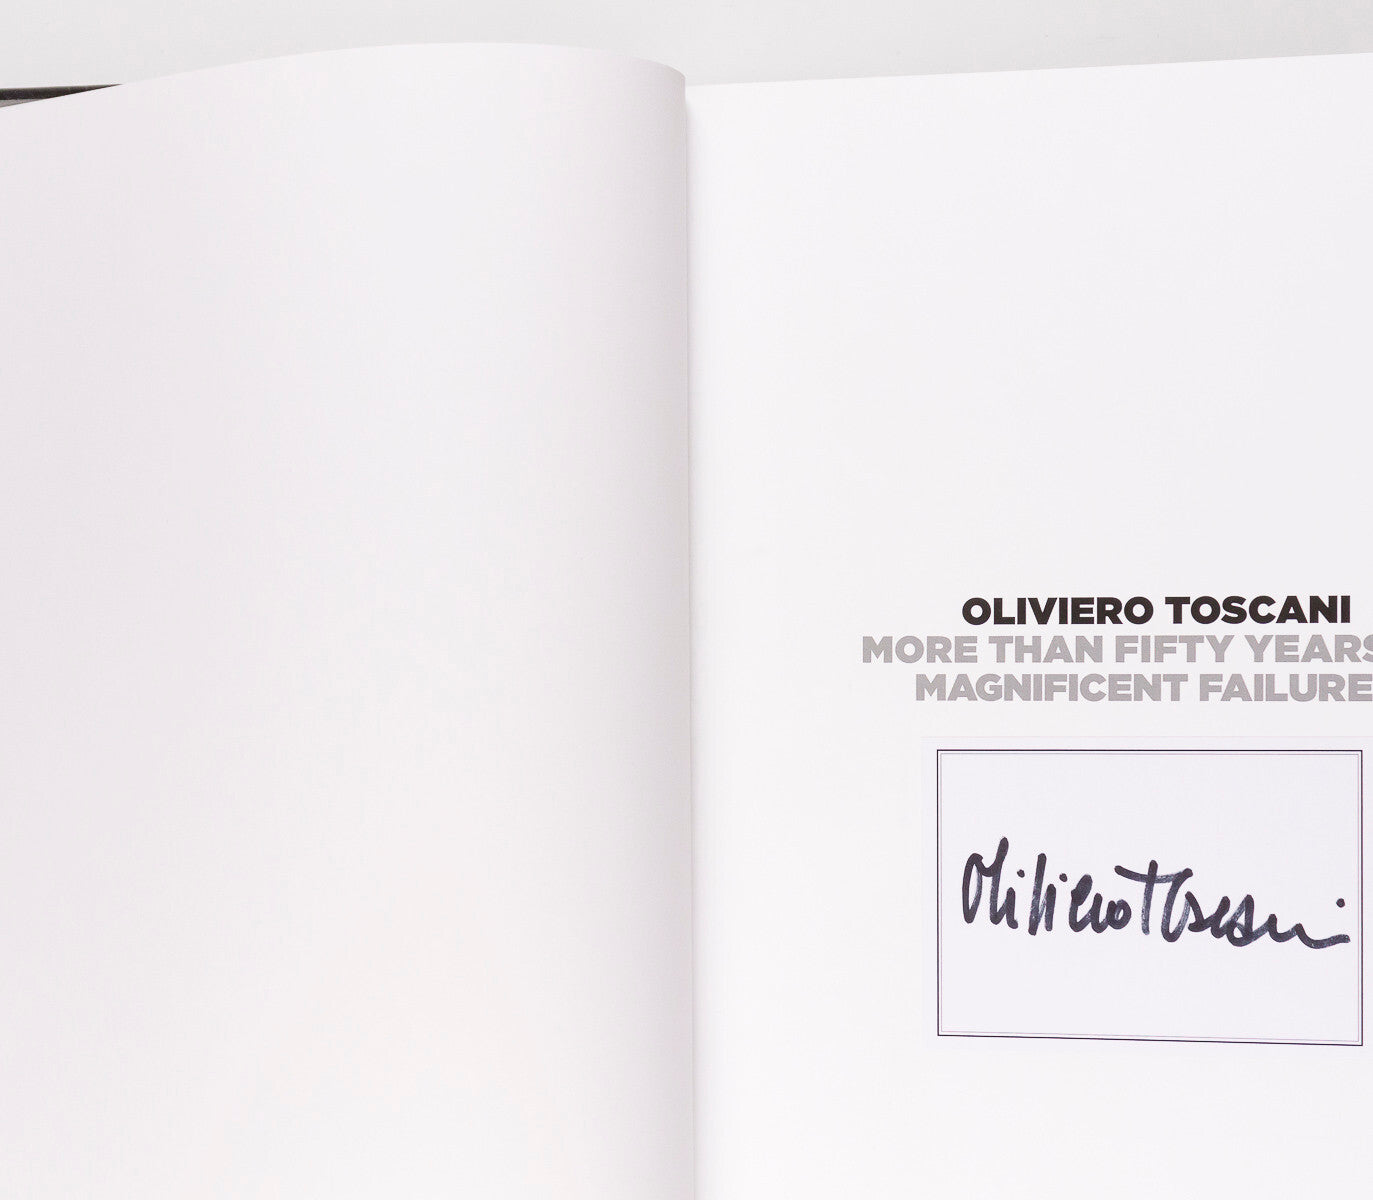 OLIVIERO TOSCANI
MORE THAN FIFTY YEARS
MAGNIFICENT FAILURE
Oliviero Toscani